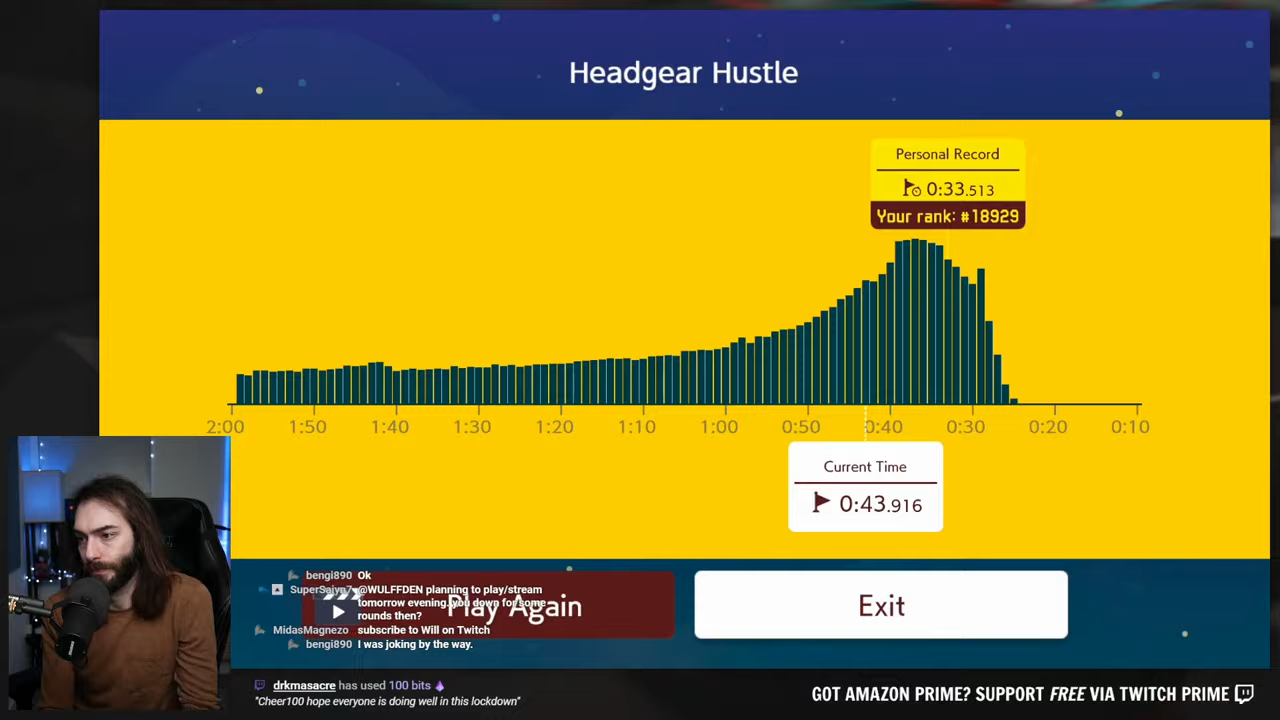 Headgear Hustle
Personal Record
0:33.513
Your rank: #18929
2:00 1:50 1:40 1:30 1:20 1:10 1:00 0:50 0:40 0:30 0:20 0:10
Current Time
0:43.916
Play Again
Exit
bengi890 Ok
SuperSaiyn7 @WULFFDEN planning to play/stream
tomorrow evening, you down for some
rounds then?
MidasMagnezo subscribe to Will on Twitch
bengi890 I was joking by the way.
drkmasacre has used 100 bits
"Cheer100 hope everyone is doing well in this lockdown"
GOT AMAZON PRIME? SUPPORT FREE VIA TWITCH PRIME